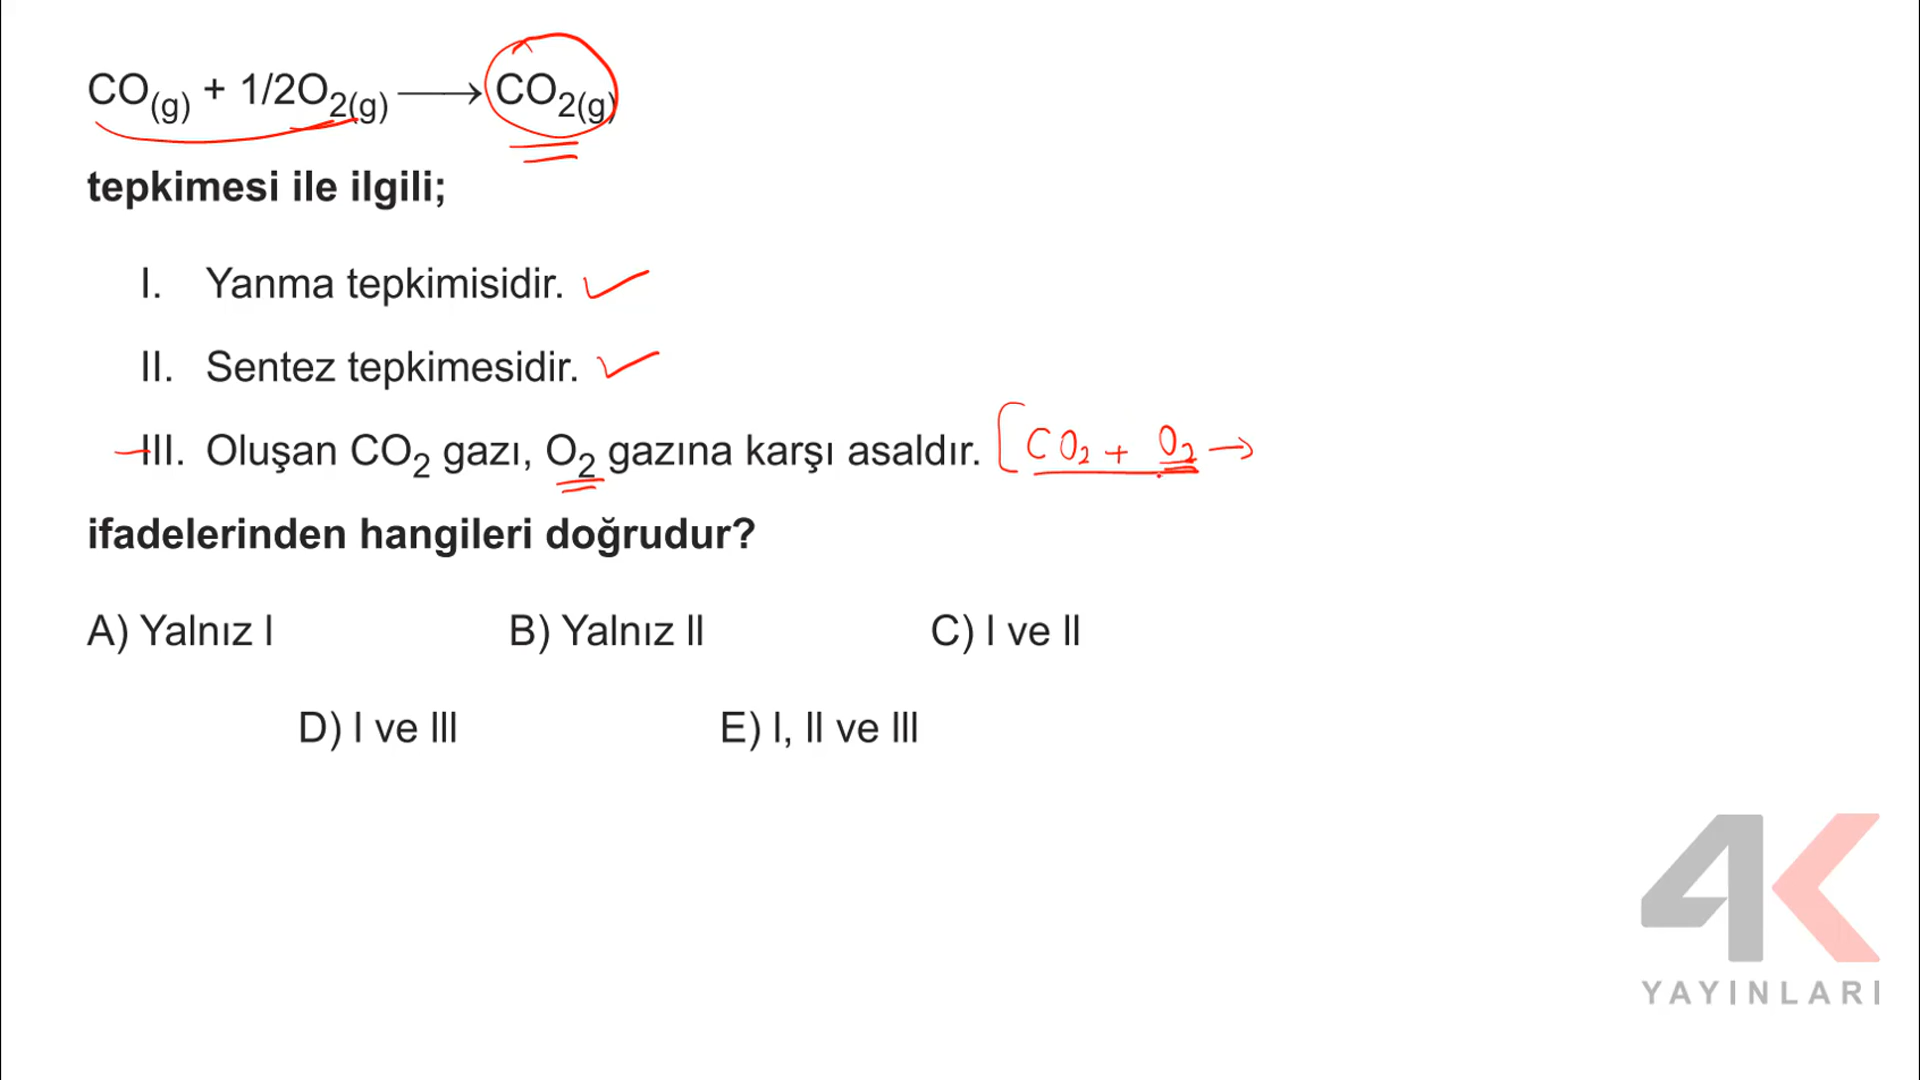 CO(g) + 1/2O2(g) ⟶ CO2(g)
tepkimesi ile ilgili;
I. Yanma tepkimisidir. ✓
II. Sentez tepkimesidir. ✓
III. Oluşan CO2 gazı, O2 gazına karşı asaldır. [ CO2 + O2 →
ifadelerinden hangileri doğrudur?
A) Yalnız I B) Yalnız II C) I ve II
D) I ve III E) I, II ve III
4K
YAYINLARI